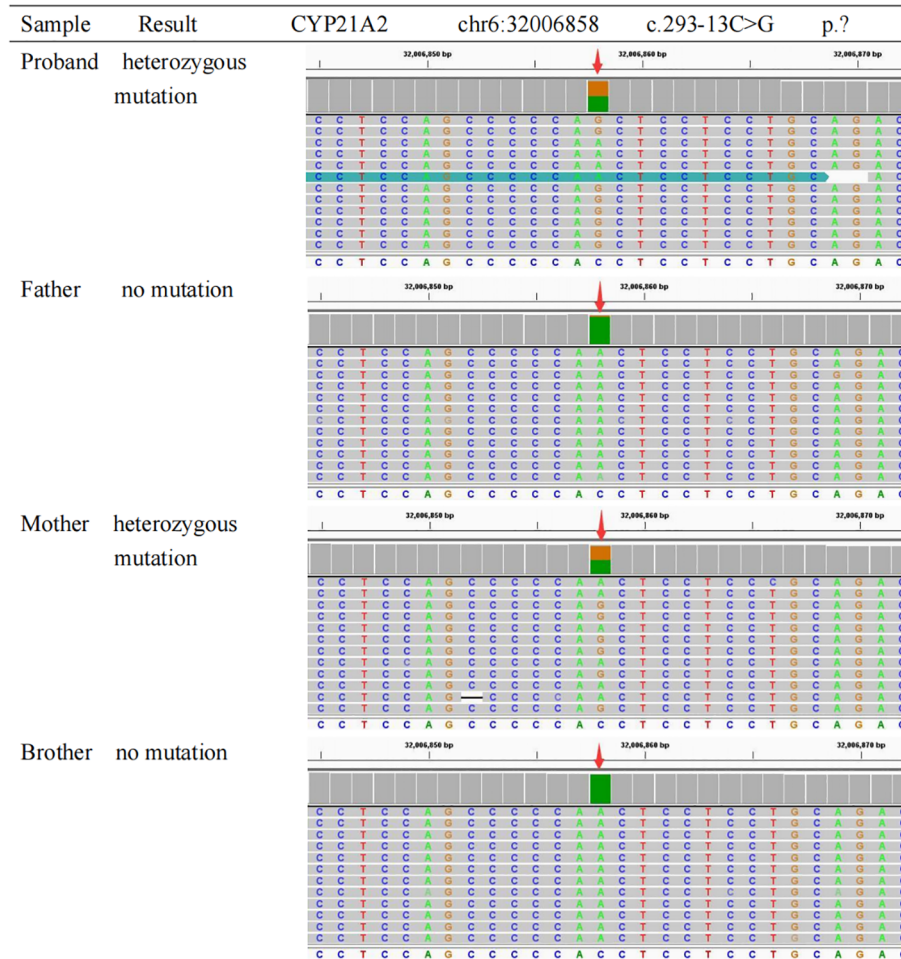 Sample Result CYP21A2 chr6:32006858 c.293-13C>G p.?
Proband heterozygous
mutation
32,006,850 bp 32,006,860 bp 32,006,870 bp
C C T C C A G C C C C C A G C T C C T C C T G C A G A C
C C T C C A G C C C C C A G C T C C T C C T G C A G A C
C C T C C A G C C C C C A A C T C C T C C T G C A G A C
C C T C C A G C C C C C A A C T C C T C C T G C A G A C
C C T C C A G C C C C C A A C T C C T C C T G C A G A C
C C T C C A G C C C C C A A C T C C T C C T G C A C
C C T C C A G C C C C C A G C T C C T C C T G C A G A C
C C T C C A G C C C C C A G C T C C T C C T G C A G A C
C C T C C A G C C C C C A G C T C C T C C T G C A G A C
C C T C C A G C C C C C A G C T C C T C C T G C A G A C
C C T C C A G C C C C C A G C T C C T C C T G C A G A C
C C T C C A G C C C C C A G C T C C T C C T G C A G A C
C C T C C A G C C C C C A C C T C C T C C T G C A G A C
Father no mutation
32,006,850 bp 32,006,860 bp 32,006,870 bp
C C T C C A G C C C C C A A C T C C T C C T G C A G A C
C C T C C A G C C C C C A A C T C C T C C T G C A G A C
C C T C C A G C C C C C A A C T C C T C C T G C G G A C
C C T C C A G C C C C C A A C T C C T C C T G C A G A C
C C T C C A G C C C C C A A C T C C T C C T G C A G A C
C C T C C A G C C C C C A A C T C C T C C T G C A G A C
C C T C C A G C C C C C A A C T C C T C C T G C A G A C
C C T C C A G C C C C C A A C T C C T C C T G C A G A C
C C T C C A G C C C C C A A C T C C T C C T G C A G A C
C C T C C A G C C C C C A A C T C C T C C T G C A G A C
C C T C C A G C C C C C A A C T C C T C C T G C A G A C
C C T C C A G C C C C C A A C T C C T C C T G C A G A C
C C T C C A G C C C C C A C C T C C T C C T G C A G A C
Mother heterozygous
mutation
32,006,850 bp 32,006,860 bp 32,006,870 bp
C C T C C A G C C C C C A A C T C C T C C C G C A G A C
C C T C C A G C C C C C A A C T C C T C C T G C A G A C
C C T C C A G C C C C C A G C T C C T C C T G C A G A C
C C T C C A G C C C C C A G C T C C T C C T G C A G A C
C C T C C A G C C C C C A A C T C C T C C T G C A G A C
C C T C C A G C C C C C A G C T C C T C C T G C A G A C
C C T C C A G C C C C C A G C T C C T C C T G C A G A C
C C T C C A G C C C C C A A C T C C T C C T G C A G A C
C C T C C A G C C C C C A G C T C C T C C T G C A G A C
C C T C C A G C C C C C A A C T C C T C C T G C A G A C
C C T C C A G C C C C A A C T C C T C C T G C A G A C
C C T C C A G C C C C C A G C T C C T C C T G C A G A C
C C T C C A G C C C C C A C C T C C T C C T G C A G A C
Brother no mutation
32,006,850 bp 32,006,860 bp 32,006,870 bp
C C T C C A G C C C C C A A C T C C T C C T G C A G A C
C C T C C A G C C C C C A A C T C C T C C T G C A G A C
C C T C C A G C C C C C A A C T C C T C C T G C A G A C
C C T C C A G C C C C C A A C T C C T C C T G C A G A C
C C T C C A G C C C C C A A C T C C T C C T G C A G A C
C C T C C A G C C C C C A A C T C C T C C T G C A G A C
C C T C C A G C C C C C A A C T C C T C C T G C A G A C
C C T C C A G C C C C C A A C T C C T C C T G C A G A C
C C T C C A G C C C C C A A C T C C T C C T G C A G A C
C C T C C A G C C C C C A A C T C C T C C T G C A G A C
C C T C C A G C C C C C A A C T C C T C C T G C A G A C
C C T C C A G C C C C C A A C T C C T C C T G C A G A C
C C T C C A G C C C C C A C C T C C T C C T G C A G A C